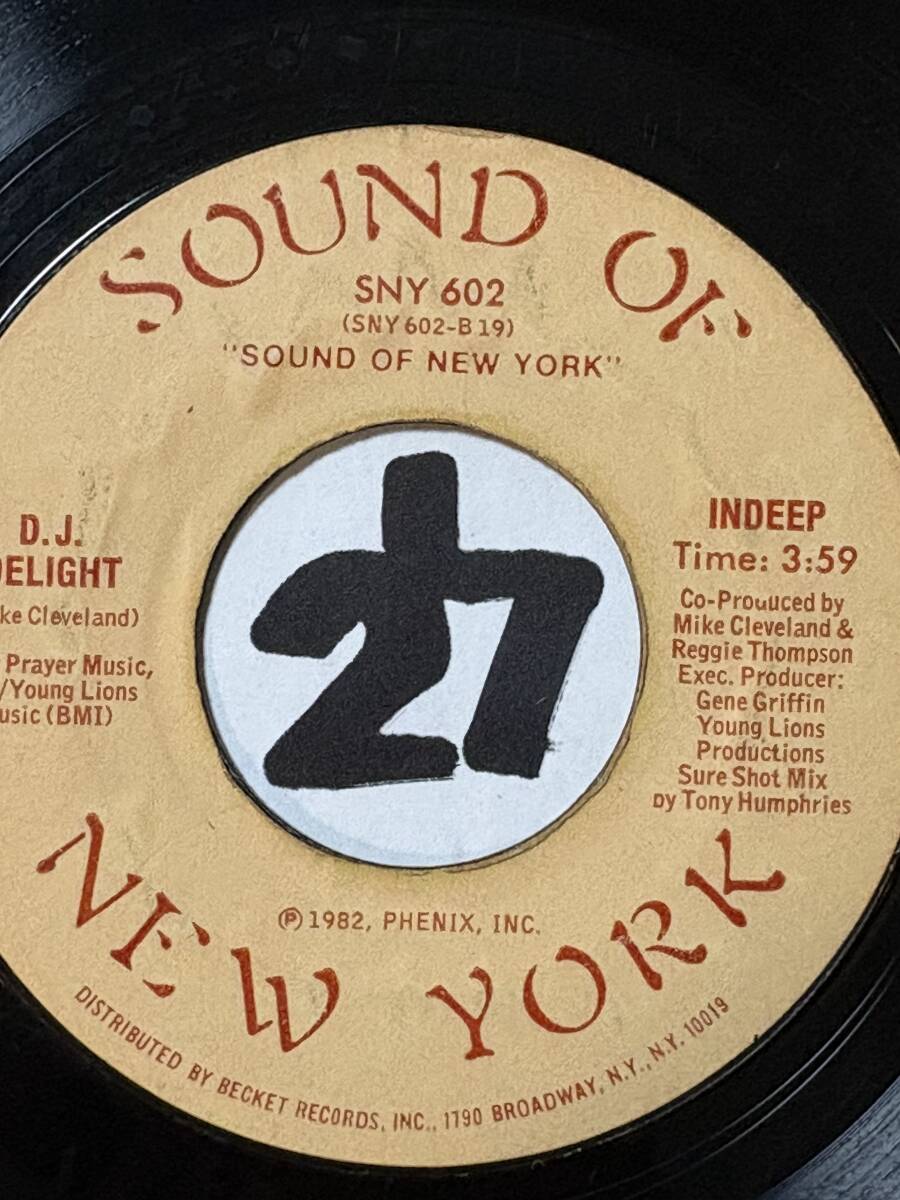 SOUND OF
SNY 602
(SNY 602-B 19)
"SOUND OF NEW YORK"
D.J.
DELIGHT
ke Cleveland)
Prayer Music,
/Young Lions
usic (BMI)
27
INDEEP
Time: 3:59
Co-Produced by
Mike Cleveland &
Reggie Thompson
Exec. Producer:
Gene Griffin
Young Lions
Productions
Sure Shot Mix
by Tony Humphries
NEW YORK
℗1982, PHENIX, INC.
DISTRIBUTED BY BECKET RECORDS, INC., 1790 BROADWAY, N.Y., N.Y. 10019